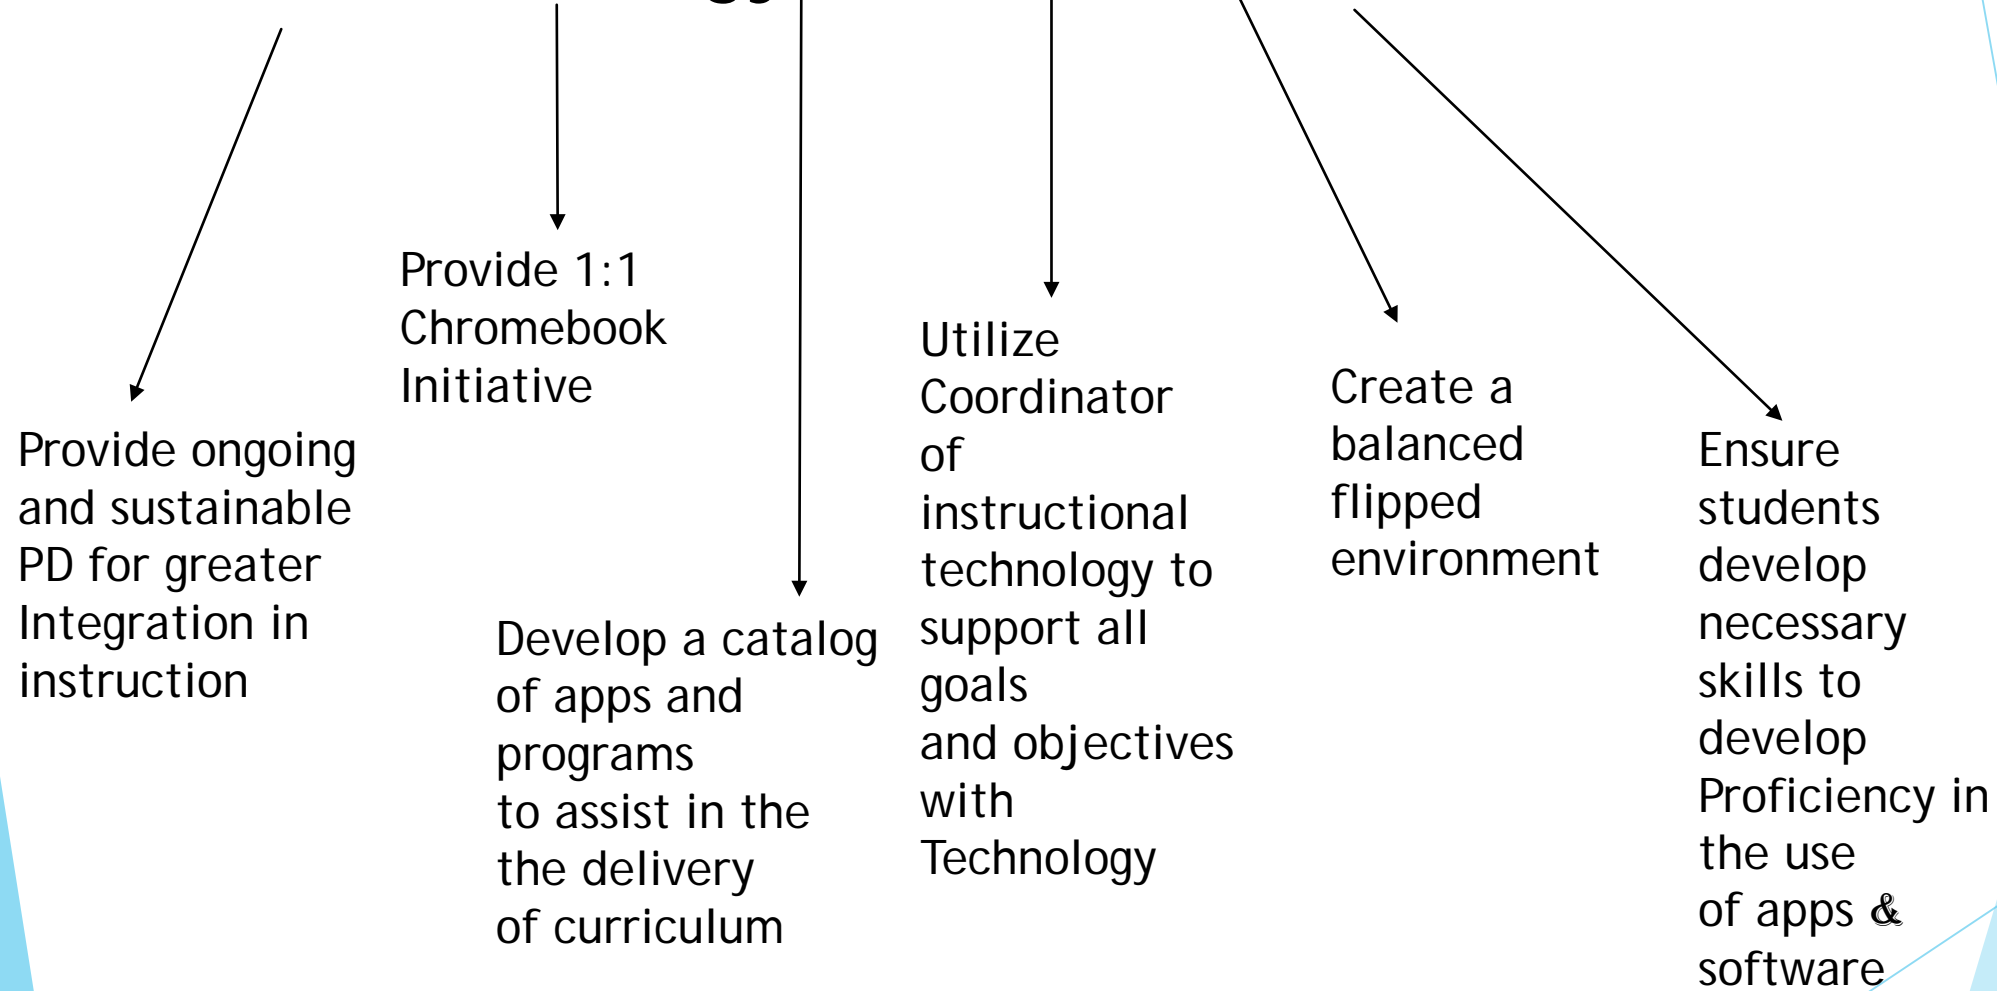 Provide ongoing
and sustainable
PD for greater
Integration in
instruction
Provide 1:1
Chromebook
Initiative
Develop a catalog
of apps and
programs
to assist in the
the delivery
of curriculum
Utilize
Coordinator
of
instructional
technology to
support all
goals
and objectives
with
Technology
Create a
balanced
flipped
environment
Ensure
students
develop
necessary
skills to
develop
Proficiency in
the use
of apps &
software